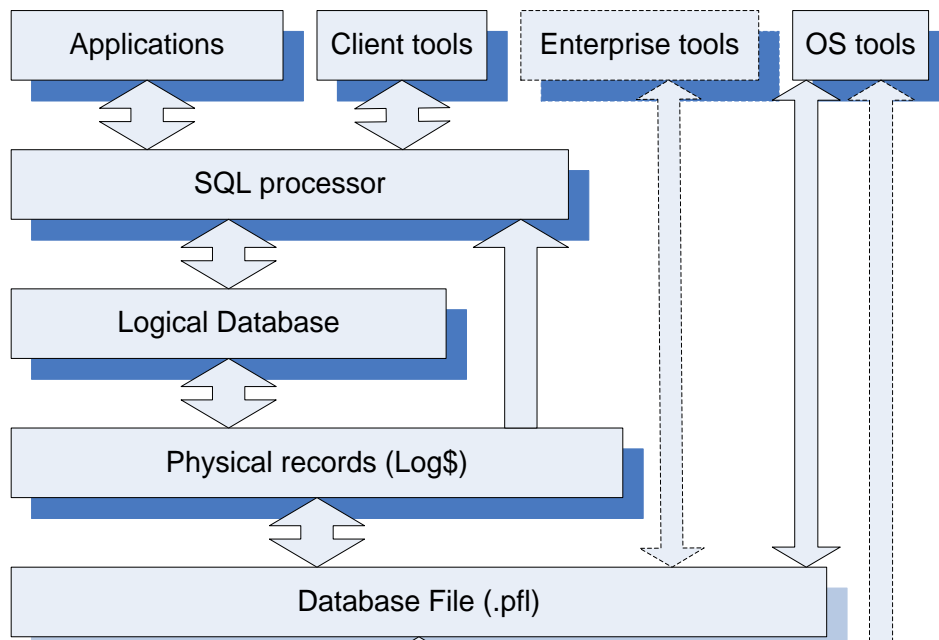 Applications
Client tools
Enterprise tools
OS tools
SQL processor
Logical Database
Physical records (Log$)
Database File (.pfl)